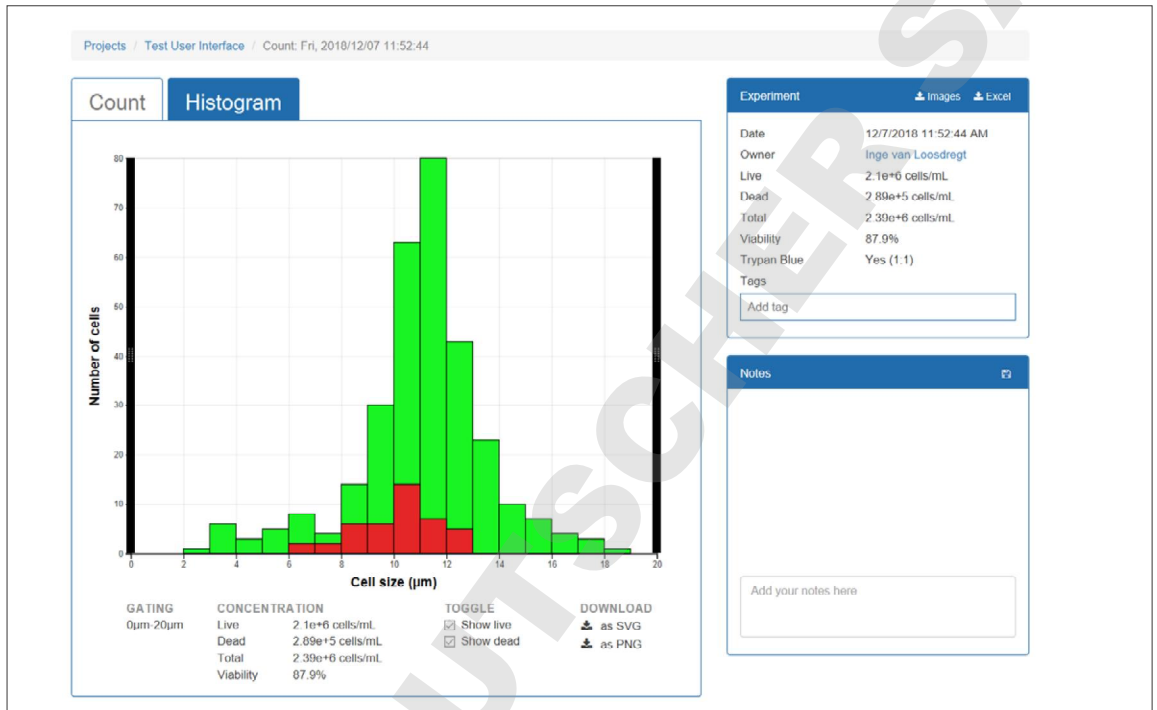 Projects / Test User Interface / Count: Fri, 2018/12/07 11:52:44
Count Histogram
80
70
60
50
40
30
20
10
0
Number of cells
0 2 4 6 8 10 12 14 16 18 20
Cell size (µm)
GATING
0µm-20µm
CONCENTRATION
Live 2.1e+6 cells/mL
Dead 2.89e+5 cells/mL
Total 2.39e+6 cells/mL
Viability 87.9%
TOGGLE
Show live
Show dead
DOWNLOAD
as SVG
as PNG
Experiment Images Excel
Date 12/7/2018 11:52:44 AM
Owner Inge van Loosdregt
Live 2.1e+6 cells/mL
Dead 2.89e+5 cells/mL
Total 2.39e+6 cells/mL
Viability 87.9%
Trypan Blue Yes (1:1)
Tags
Add tag
Notes
Add your notes here
UTSCHER S